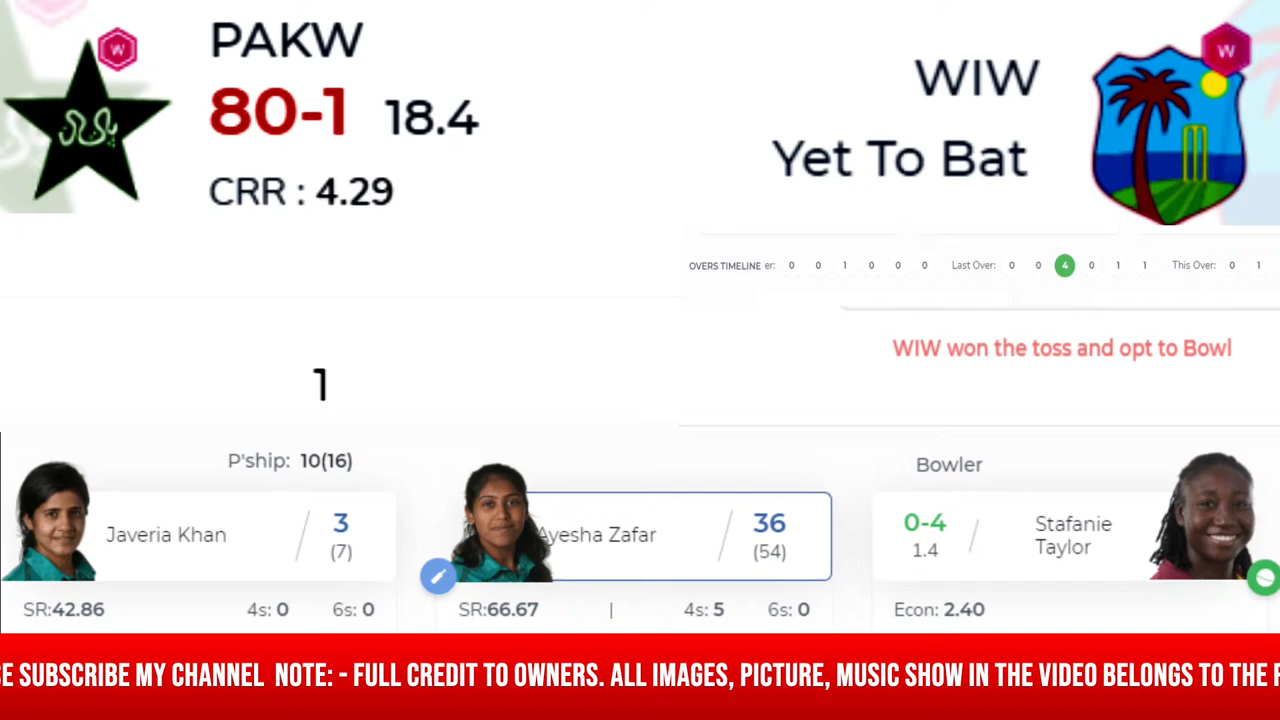 W
PAKW
80-1 18.4
CRR : 4.29
W
WIW
Yet To Bat
OVERS TIMELINE er: 0 0 1 0 0 0 Last Over: 0 0 4 0 1 1 This Over: 0 1
WIW won the toss and opt to Bowl
1
P'ship: 10(16)
Javeria Khan / 3
(7)
SR:42.86 4s: 0 6s: 0
Ayesha Zafar / 36
(54)
SR:66.67 | 4s: 5 6s: 0
Bowler
0-4 / Stafanie
1.4 Taylor
Econ: 2.40
SE SUBSCRIBE MY CHANNEL NOTE: - FULL CREDIT TO OWNERS. ALL IMAGES, PICTURE, MUSIC SHOW IN THE VIDEO BELONGS TO THE